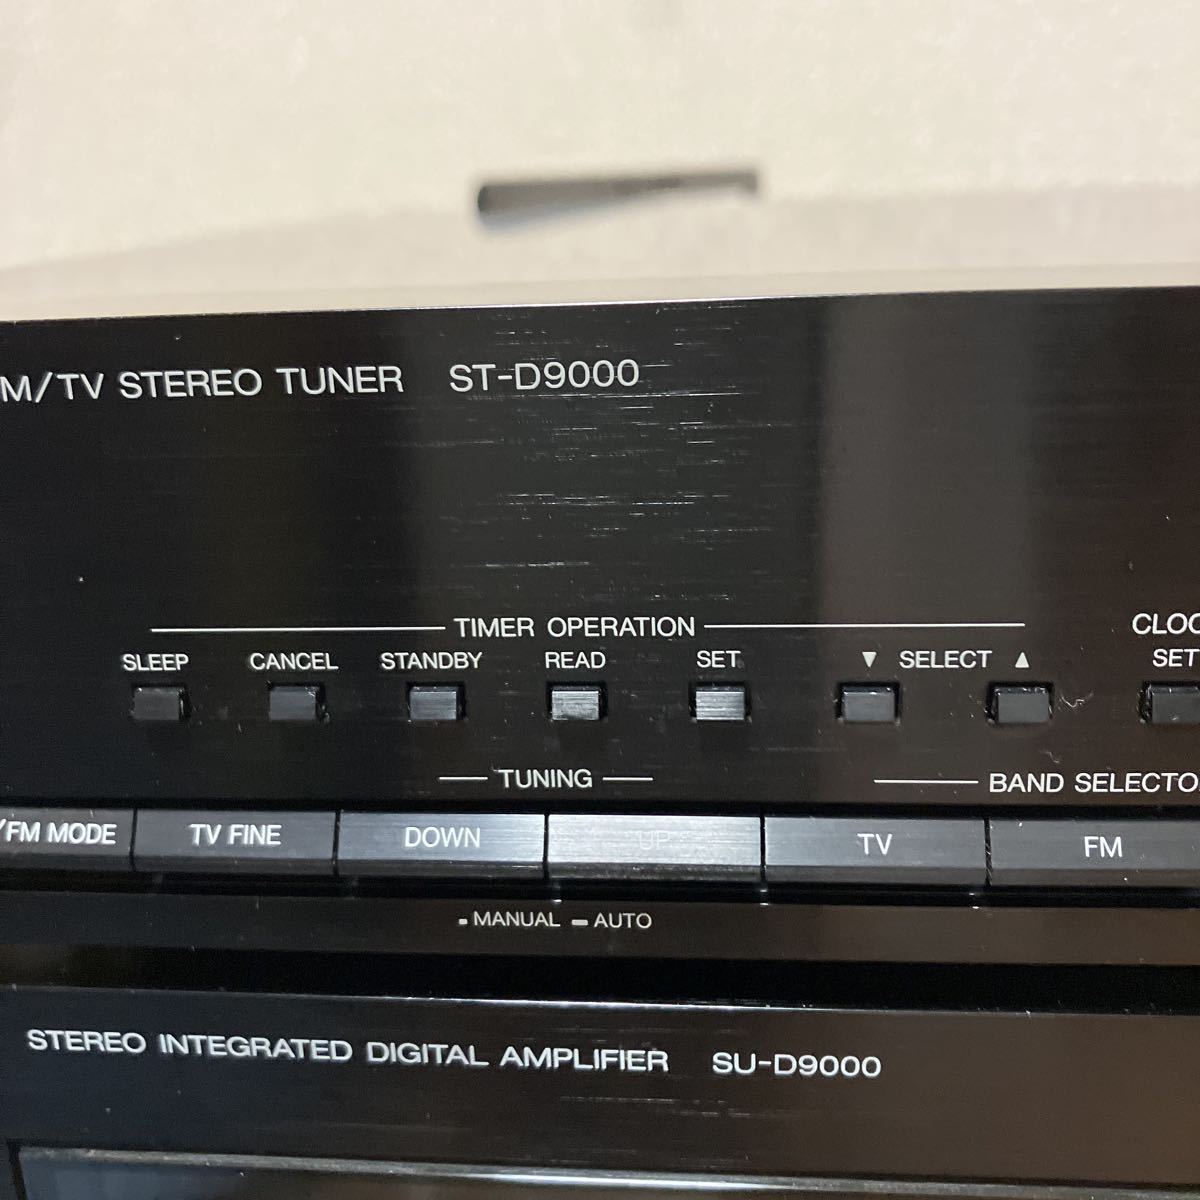 M/TV STEREO TUNER ST-D9000
TIMER OPERATION
CLOC
SLEEP CANCEL STANDBY READ SET ▼ SELECT ▲ SET
TUNING
BAND SELECTO
/FM MODE TV FINE DOWN UP TV FM
MANUAL AUTO
STEREO INTEGRATED DIGITAL AMPLIFIER SU-D9000